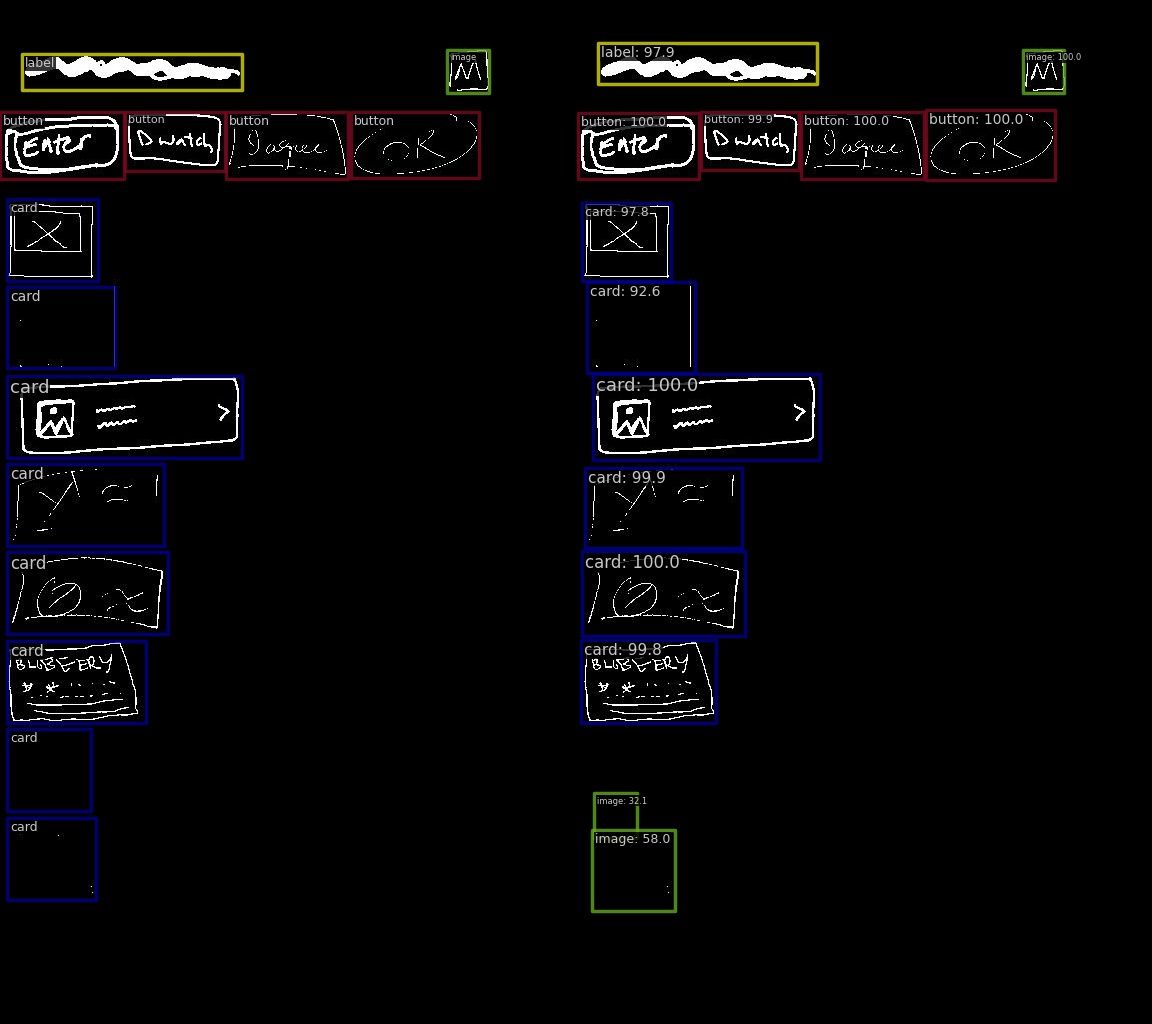 label
image
label: 97.9
image: 100.0
button
button
button
button
Enter
D watch
OK
button: 100.0
button: 99.9
button: 100.0
button: 100.0
Enter
D watch
OK
card
card
card
card
card
card
BLUBEERY
card
card
card: 97.8
card: 92.6
card: 100.0
card: 99.9
card: 100.0
card: 99.8
BLUBEERY
image: 32.1
image: 58.0